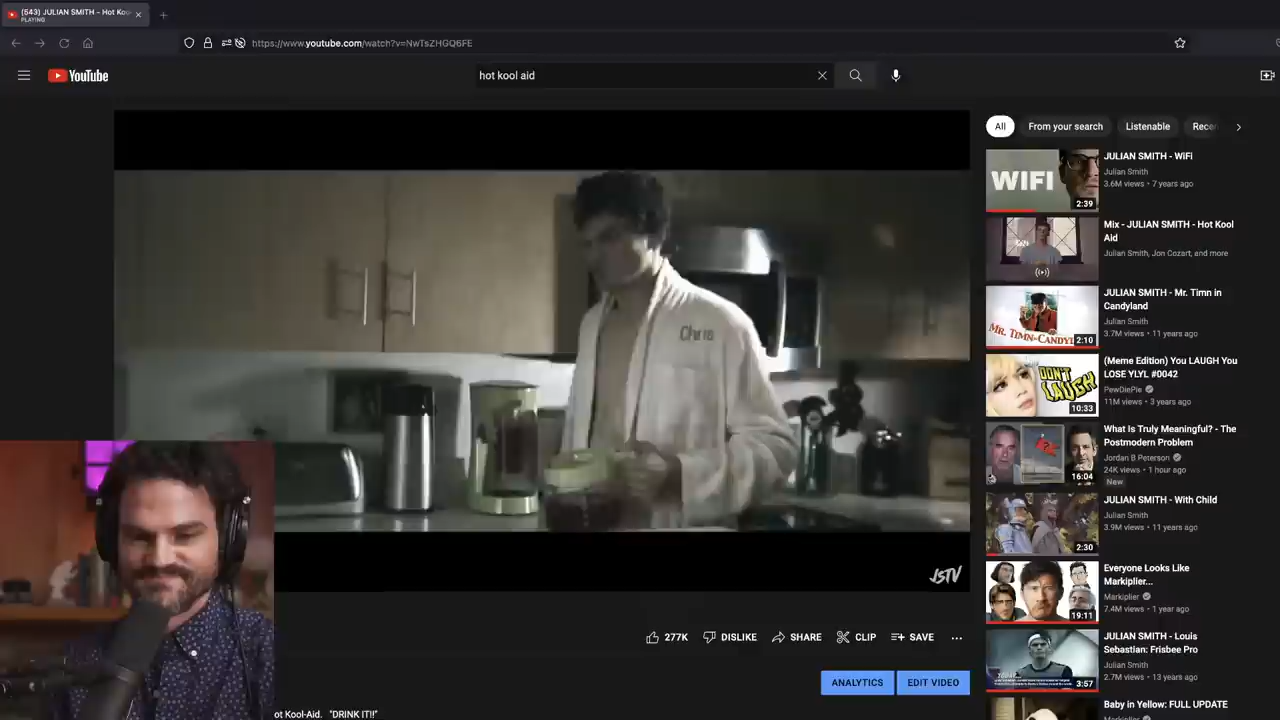 (543) JULIAN SMITH - Hot Koo
PLAYING
https://www.youtube.com/watch?v=NwTsZHGQ6FE
YouTube
hot kool aid
Chris
JSTV
277K
DISLIKE
SHARE
CLIP
SAVE
ANALYTICS
EDIT VIDEO
ot Kool-Aid. "DRINK IT!!"
All
From your search
Listenable
Recen
WIFI
2:39
JULIAN SMITH - WiFi
Julian Smith
3.6M views • 7 years ago
Mix - JULIAN SMITH - Hot Kool
Aid
Julian Smith, Jon Cozart, and more
MR. TIMN-CANDYL
2:10
JULIAN SMITH - Mr. Timn in
Candyland
Julian Smith
3.7M views • 11 years ago
DON'T
LAUGH
10:33
(Meme Edition) You LAUGH You
LOSE YLYL #0042
PewDiePie
11M views • 3 years ago
16:04
What Is Truly Meaningful? - The
Postmodern Problem
Jordan B Peterson
24K views • 1 hour ago
New
2:30
JULIAN SMITH - With Child
Julian Smith
3.9M views • 11 years ago
19:11
Everyone Looks Like
Markiplier...
Markiplier
7.4M views • 1 year ago
3:57
JULIAN SMITH - Louis
Sebastian: Frisbee Pro
Julian Smith
2.7M views • 13 years ago
Baby in Yellow: FULL UPDATE
Markiplier